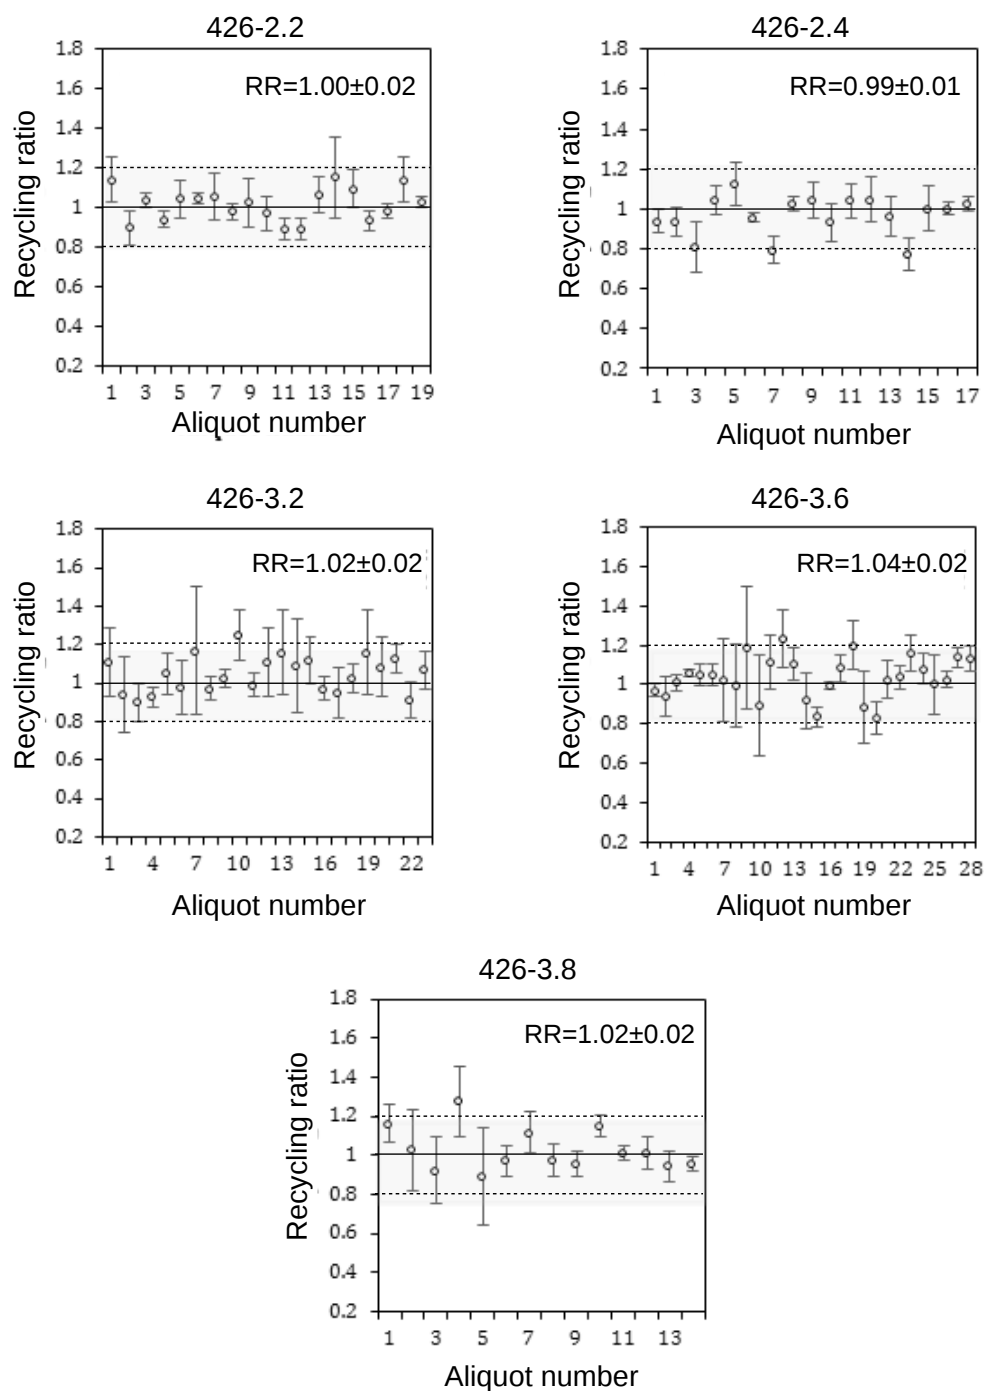 426-2.2
RR=1.00±0.02
Recycling ratio
1.8
1.6
1.4
1.2
1
0.8
0.6
0.4
0.2
1 3 5 7 9 11 13 15 17 19
Aliquot number
426-2.4
RR=0.99±0.01
Recycling ratio
1.8
1.6
1.4
1.2
1
0.8
0.6
0.4
0.2
1 3 5 7 9 11 13 15 17
Aliquot number
426-3.2
RR=1.02±0.02
Recycling ratio
1.8
1.6
1.4
1.2
1
0.8
0.6
0.4
0.2
1 4 7 10 13 16 19 22
Aliquot number
426-3.6
RR=1.04±0.02
Recycling ratio
1.8
1.6
1.4
1.2
1
0.8
0.6
0.4
0.2
1 4 7 10 13 16 19 22 25 28
Aliquot number
426-3.8
RR=1.02±0.02
Recycling ratio
1.8
1.6
1.4
1.2
1
0.8
0.6
0.4
0.2
1 3 5 7 9 11 13
Aliquot number